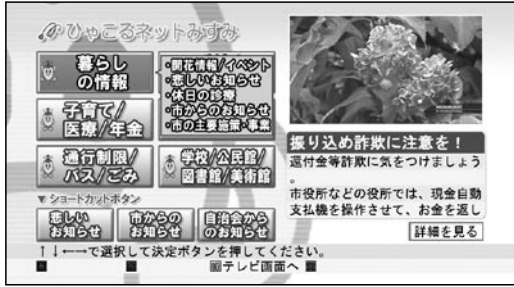 ひゃこるネットみすみ
暮らし
の情報
・開花情報/イベント
・悲しいお知らせ
・休日の診療
・市からのお知らせ
・市の主要施策・事業
子育て/
医療/年金
通行制限/
バス/ごみ
学校/公民館/
図書館/美術館
▼ショートカットボタン
悲しい
お知らせ
市からの
お知らせ
自治会から
のお知らせ
振り込め詐欺に注意を!
還付金等詐欺に気をつけましょう
。
市役所などの役所では、現金自動
支払機を操作させて、お金を返し
詳細を見る
↑↓←→で選択して決定ボタンを押してください。
テレビ画面へ